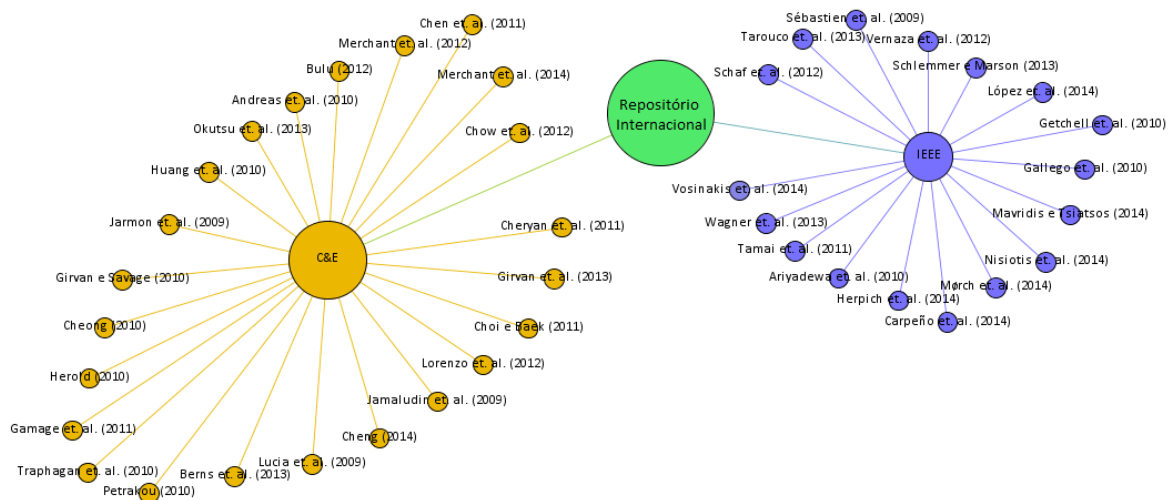 Sébastien et. al. (2009)
Chen et. al. (2011)
Tarouco et. al. (2013)
Vernaza et. al. (2012)
Merchant et. al. (2012)
Schlemmer e Marson (2013)
Bulu (2012)
Merchant et. al. (2014)
Schaf et. al. (2012)
López et. al. (2014)
Andreas et. al. (2010)
Repositório
Internacional
Getchell et. al. (2010)
Okutsu et. al. (2013)
Chow et. al. (2012)
IEEE
Gallego et. al. (2010)
Huang et. al. (2010)
Vosinakis et. al. (2014)
Mavridis e Tsiatsos (2014)
Jarmon et. al. (2009)
Cheryan et. al. (2011)
Wagner et. al. (2013)
Tamai et. al. (2011)
C&E
Nisiotis et. al. (2014)
Girvan e Savage (2010)
Girvan et. al. (2013)
Ariyadewa et. al. (2010)
Mørch et. al. (2014)
Herpich et. al. (2014)
Carpeño et. al. (2014)
Cheong (2010)
Choi e Baek (2011)
Lorenzo et. al. (2012)
Herold (2010)
Jamaludin et. al. (2009)
Gamage et. al. (2011)
Cheng (2014)
Lucia et. al. (2009)
Traphagan et. al. (2010)
Berns et. al. (2013)
Petrakou (2010)